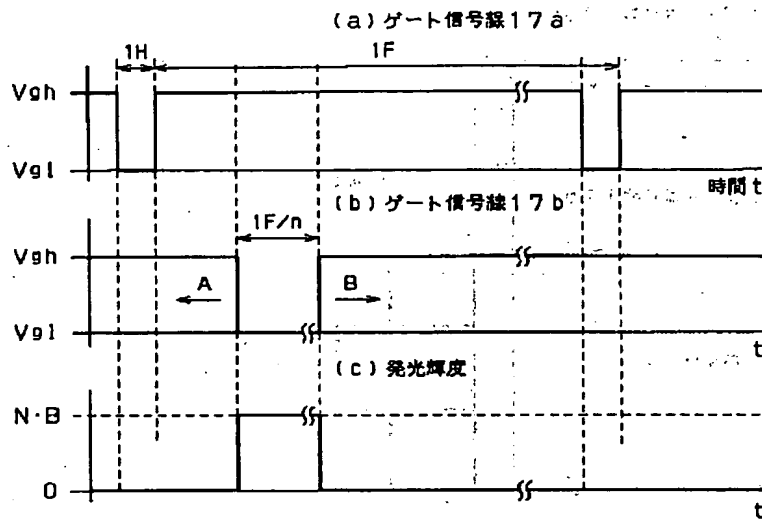 (a)ゲート信号線17a
1H
1F
Vgh
Vgl
時間t
(b)ゲート信号線17b
1F/n
Vgh
A
B
Vgl
t
(c)発光輝度
N·B
0
t